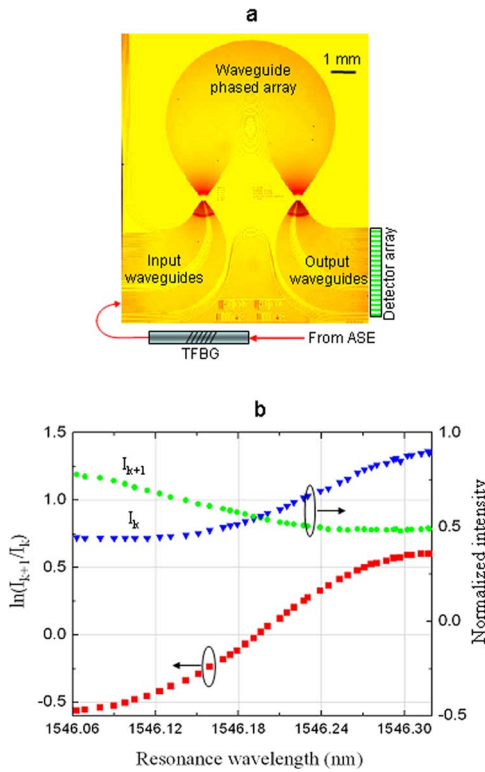 a
1 mm
Waveguide
phased array
Input
waveguides
Output
waveguides
Detector array
From ASE
TFBG
b
1.5
1.0
0.5
0.0
-0.5
ln(Ik+1/Ik)
Ik+1
Ik
1.0
0.5
0.0
-0.5
Normalized intensity
1546.06 1546.12 1546.18 1546.24 1546.30
Resonance wavelength (nm)